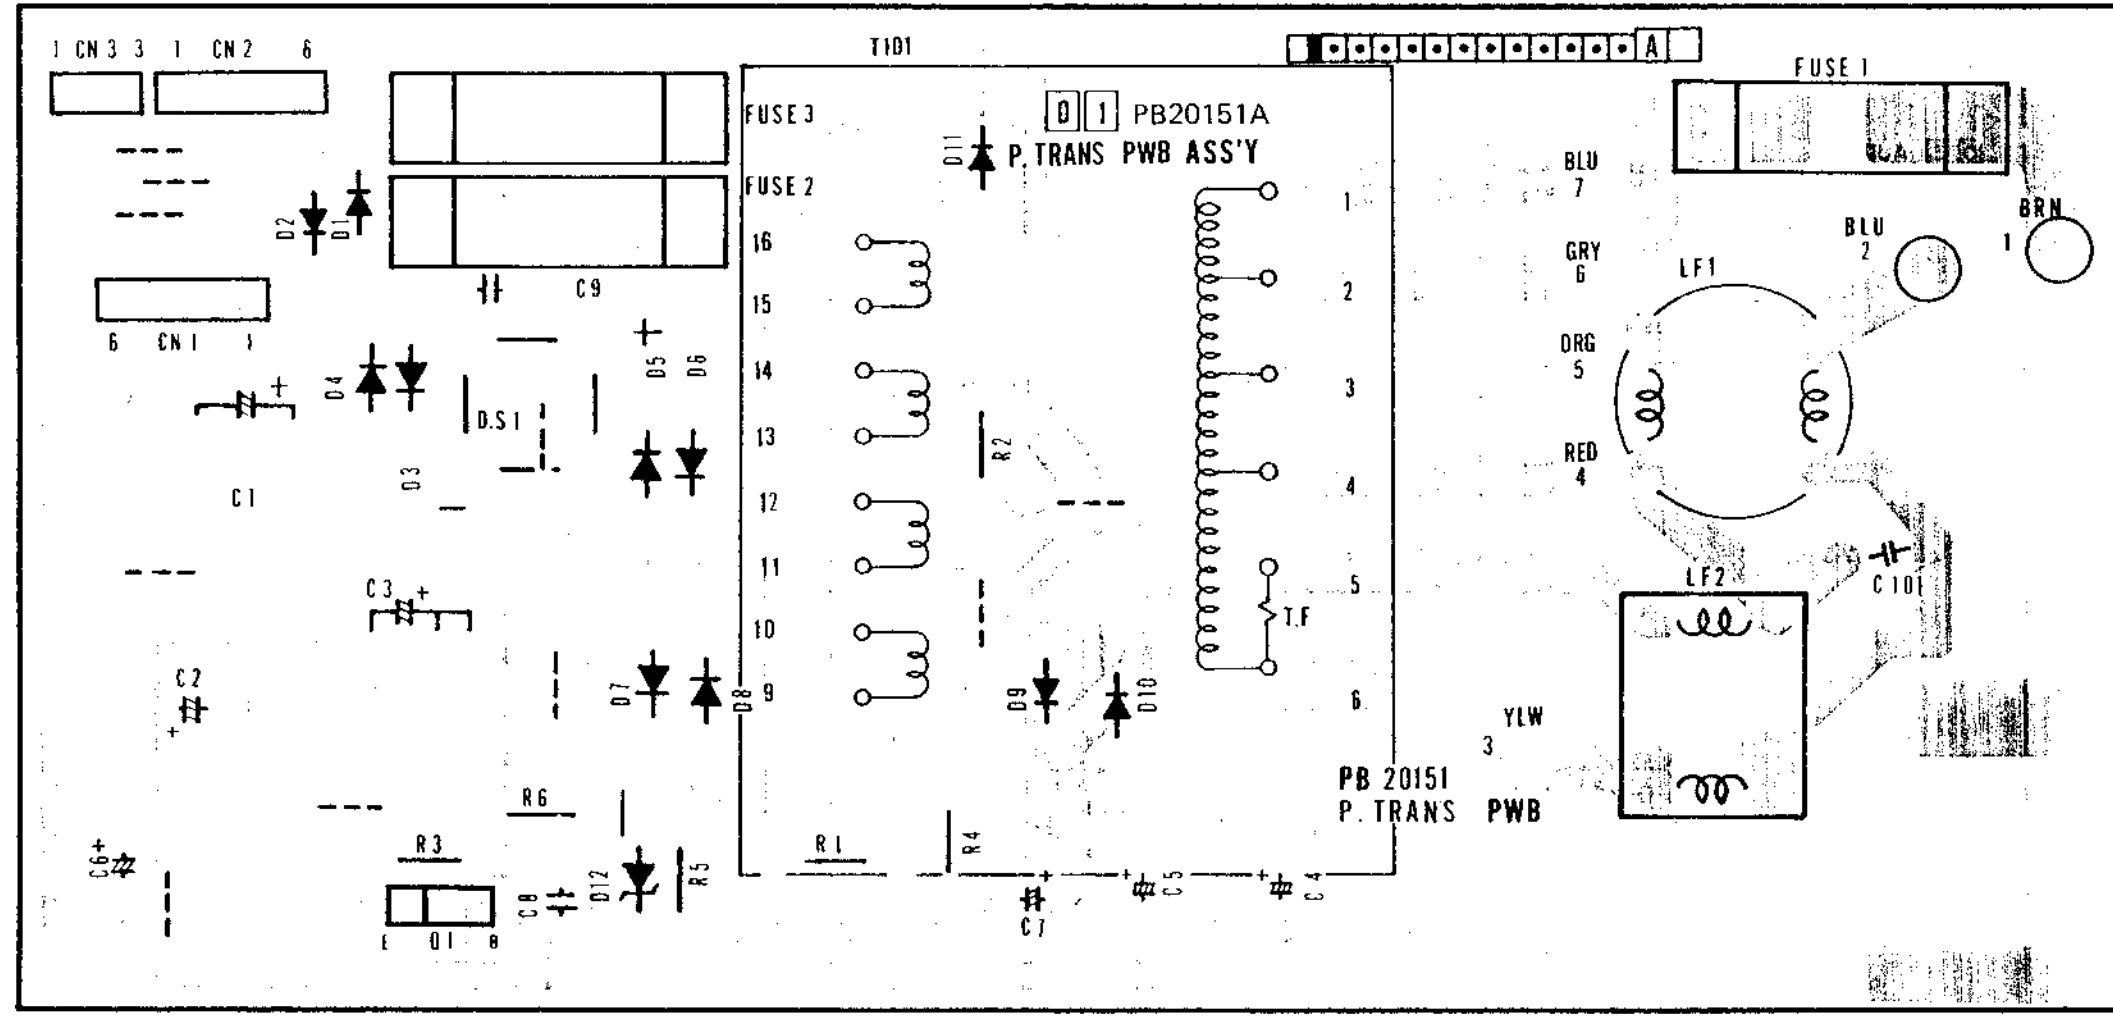 1 CN 3 3
1 CN 2 6
T101
A
FUSE 1
FUSE 3
0 1 PB20151A
P. TRANS PWB ASS'Y
D11
BLU
7
FUSE 2
D2
D1
1
BRN
1
BLU
2
16
GRY
6
LF1
C9
15
2
6 CN 1 1
ORG
5
D4
D5
D6
14
3
+
D.S 1
13
R2
RED
4
D3
C1
12
4
11
5
LF2
C 101
C3
+
10
T.F
C2
+
D7
D8
9
D9
D10
6
YLW
3
PB 20151
P. TRANS PWB
R6
C6
+
R3
D12
R5
R1
R4
C8
+
C7
+
C5
+
C4
E Q1 B